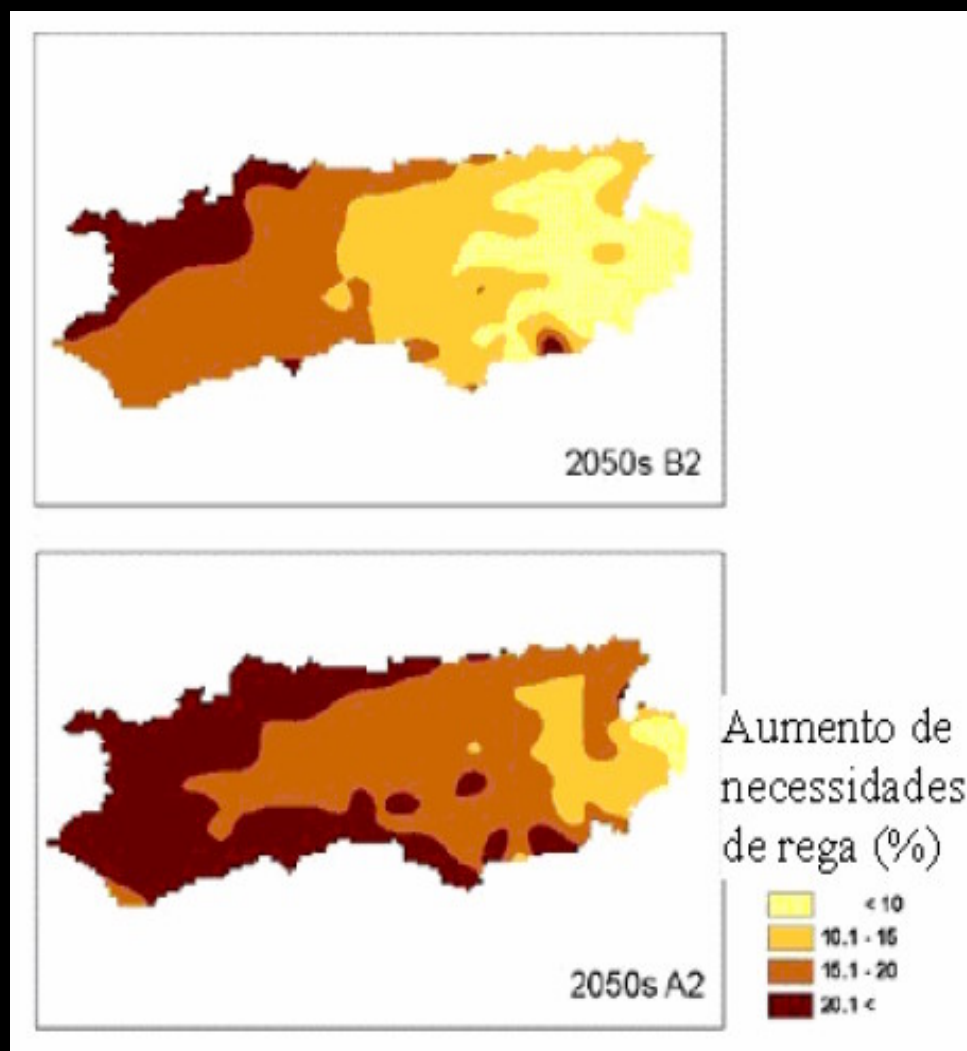 2050s B2
2050s A2
Aumento de
necessidades
de rega (%)
< 10
10.1 - 15
15.1 - 20
20.1 <